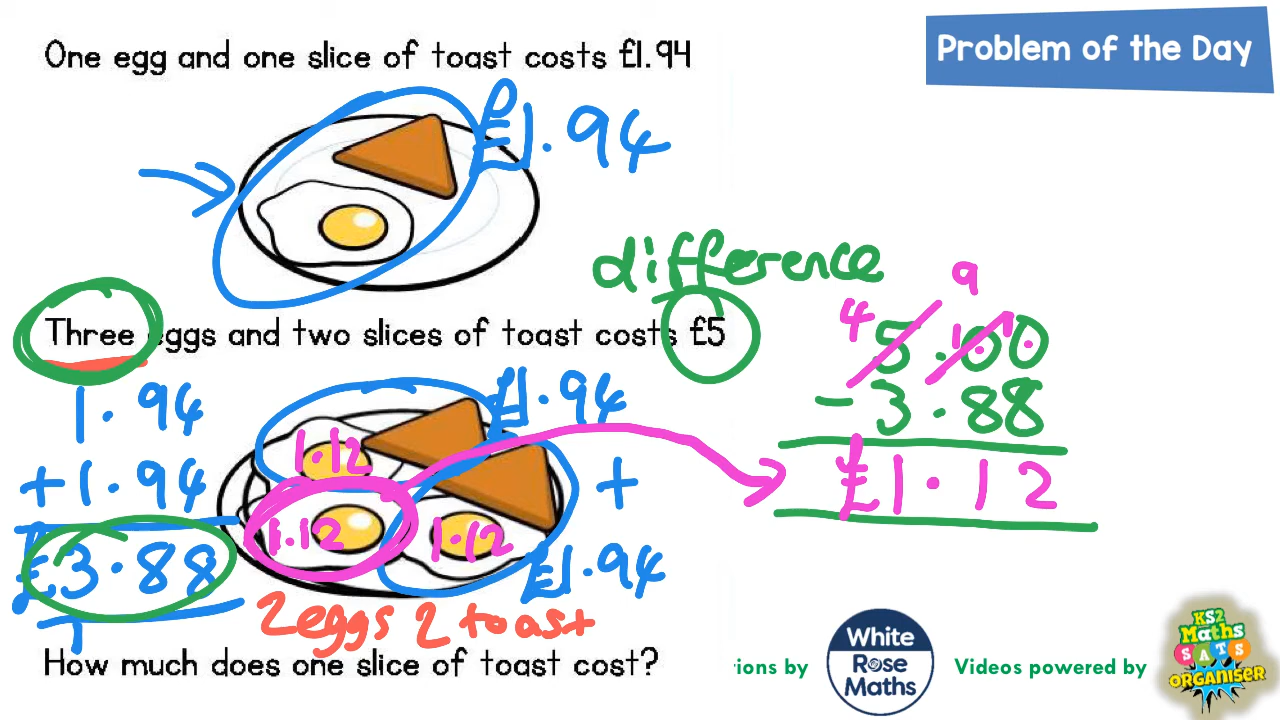 One egg and one slice of toast costs £1.94
Problem of the Day
£1.94
difference
Three eggs and two slices of toast costs £5
4 9
5.100
- 3.88
£1.12
1.94
+ 1.94
£3.88
1
£1.94
+
£1.94
1.12
1.12
1.12
2 eggs 2 toast
How much does one slice of toast cost?
ions by
White
Rose
Maths
Videos powered by
KS2
Maths
SATS
ORGANISER